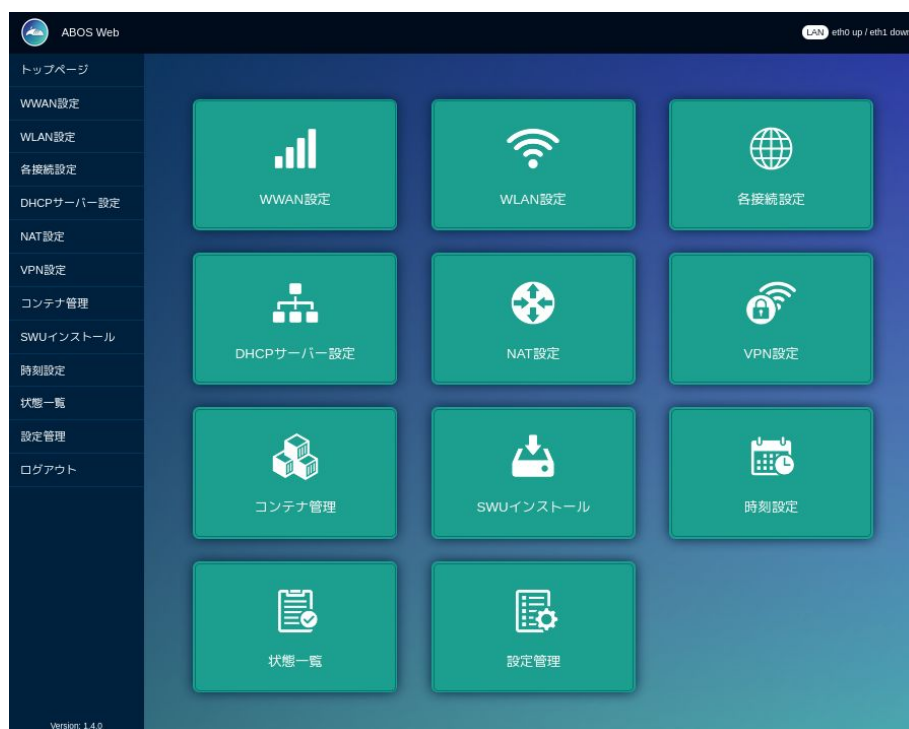 ABOS Web
LAN eth0 up / eth1 down
トップページ
WWAN設定
WLAN設定
各接続設定
DHCPサーバー設定
NAT設定
VPN設定
コンテナ管理
SWUインストール
時刻設定
状態一覧
設定管理
ログアウト
Version: 1.4.0
WWAN設定
WLAN設定
各接続設定
DHCPサーバー設定
NAT設定
VPN設定
コンテナ管理
SWUインストール
時刻設定
状態一覧
設定管理